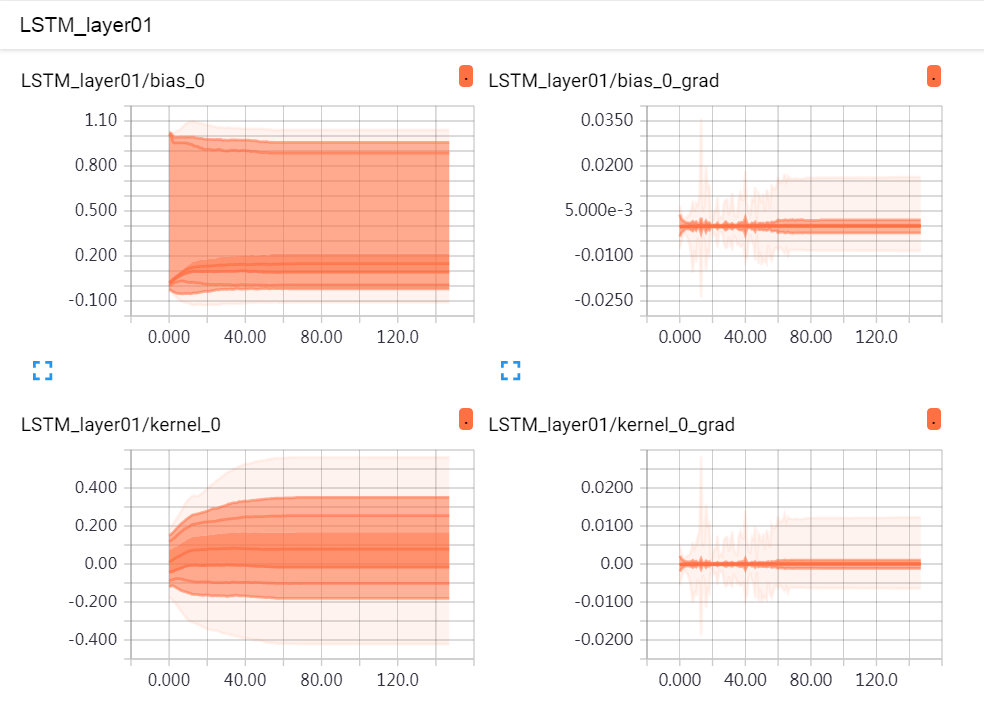 LSTM_layer01
LSTM_layer01/bias_0
.
1.10
0.800
0.500
0.200
-0.100
0.000 40.00 80.00 120.0
LSTM_layer01/bias_0_grad
.
0.0350
0.0200
5.000e-3
-0.0100
-0.0250
0.000 40.00 80.00 120.0
LSTM_layer01/kernel_0
.
0.400
0.200
0.00
-0.200
-0.400
0.000 40.00 80.00 120.0
LSTM_layer01/kernel_0_grad
.
0.0200
0.0100
0.00
-0.0100
-0.0200
0.000 40.00 80.00 120.0